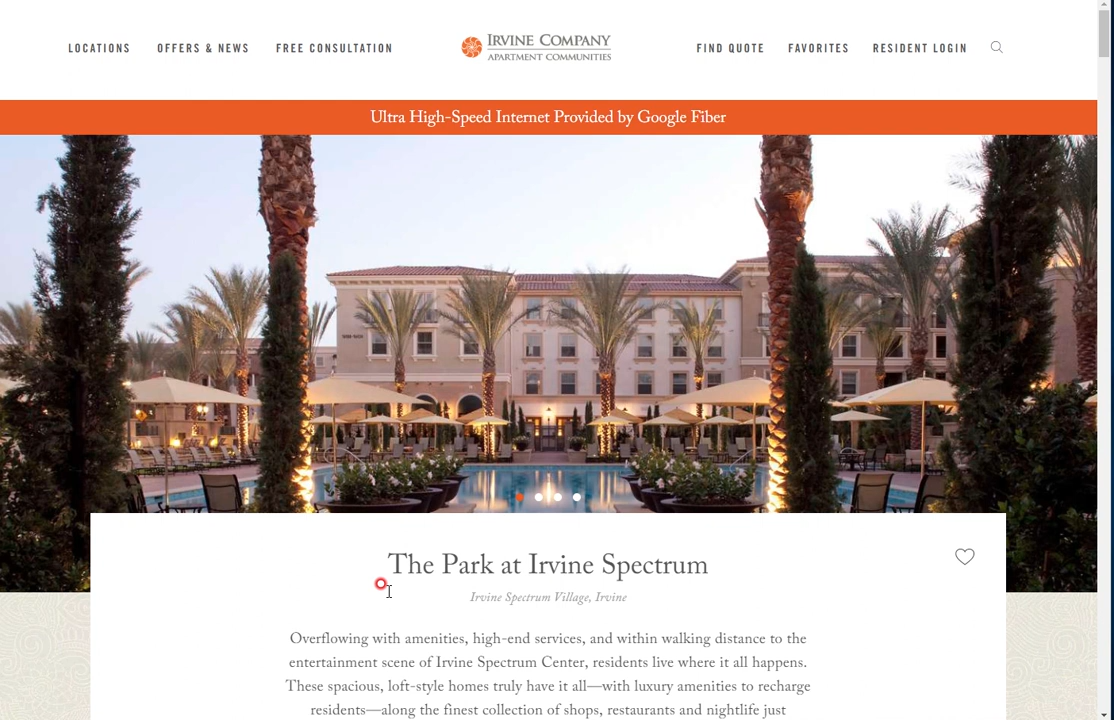 LOCATIONS
OFFERS & NEWS
FREE CONSULTATION
IRVINE COMPANY
APARTMENT COMMUNITIES
FIND QUOTE
FAVORITES
RESIDENT LOGIN
Ultra High-Speed Internet Provided by Google Fiber
The Park at Irvine Spectrum
Irvine Spectrum Village, Irvine
Overflowing with amenities, high-end services, and within walking distance to the
entertainment scene of Irvine Spectrum Center, residents live where it all happens.
These spacious, loft-style homes truly have it all—with luxury amenities to recharge
residents—along the finest collection of shops, restaurants and nightlife just